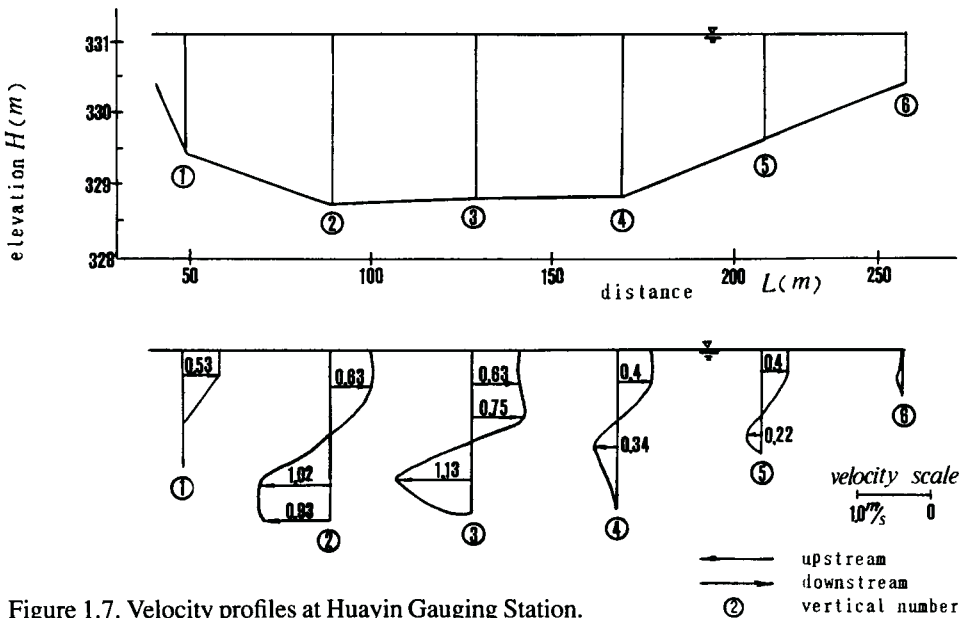 331
330
329
328
elevation H(m)
① ② ③ ④ ⑤ ⑥
50 100 150 200 250
distance L(m)
0.53 0.63 0.63 0.4 0.4
0.75
0.34 0.22
1.02 1.13
0.93
① ② ③ ④ ⑤ ⑥
velocity scale
1.0 m/s 0
upstream
downstream
② vertical number
Figure 1.7. Velocity profiles at Huayin Gauging Station.